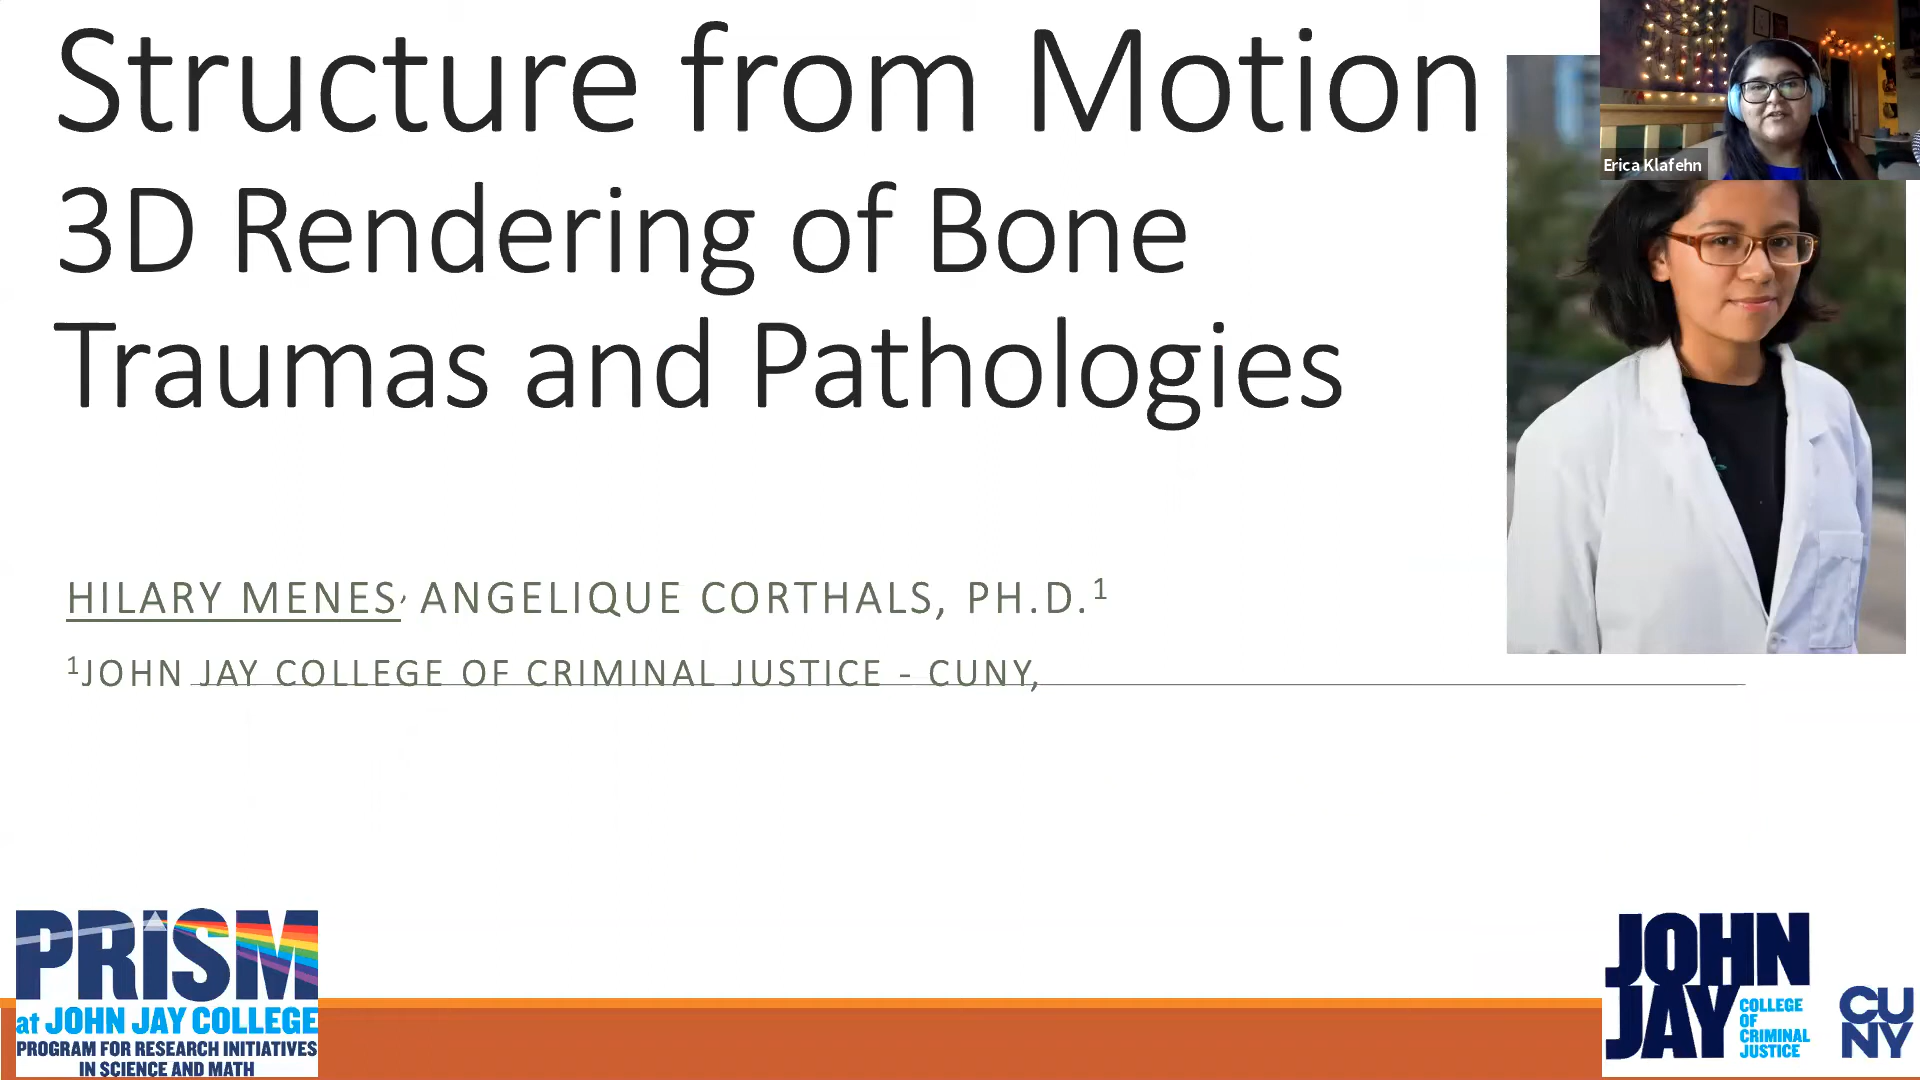 Structure from Motion
3D Rendering of Bone
Traumas and Pathologies
Erica Klafehn
HILARY MENES, ANGELIQUE CORTHALS, PH.D.¹
¹JOHN JAY COLLEGE OF CRIMINAL JUSTICE - CUNY,
PRISM
at JOHN JAY COLLEGE
PROGRAM FOR RESEARCH INITIATIVES
IN SCIENCE AND MATH
JOHN
JAY
COLLEGE
OF
CRIMINAL
JUSTICE
CU
NY